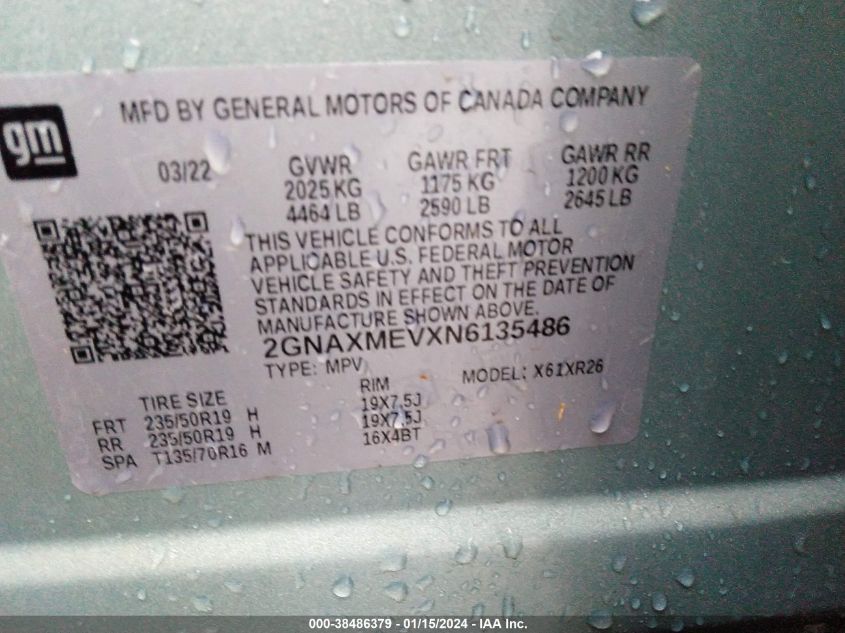 MFD BY GENERAL MOTORS OF CANADA COMPANY
gm
03/22 GVWR GAWR FRT GAWR RR
2025 KG 1175 KG 1200 KG
4464 LB 2590 LB 2645 LB
THIS VEHICLE CONFORMS TO ALL
APPLICABLE U.S. FEDERAL MOTOR
VEHICLE SAFETY AND THEFT PREVENTION
STANDARDS IN EFFECT ON THE DATE OF
MANUFACTURE SHOWN ABOVE.
2GNAXMEVXN6135486
TYPE: MPV MODEL: X61XR26
TIRE SIZE RIM
FRT 235/50R19 H 19X7.5J
RR 235/50R19 H 19X7.5J
SPA T135/70R16 M 16X4BT
000-38486379 - 01/15/2024 - IAA Inc.